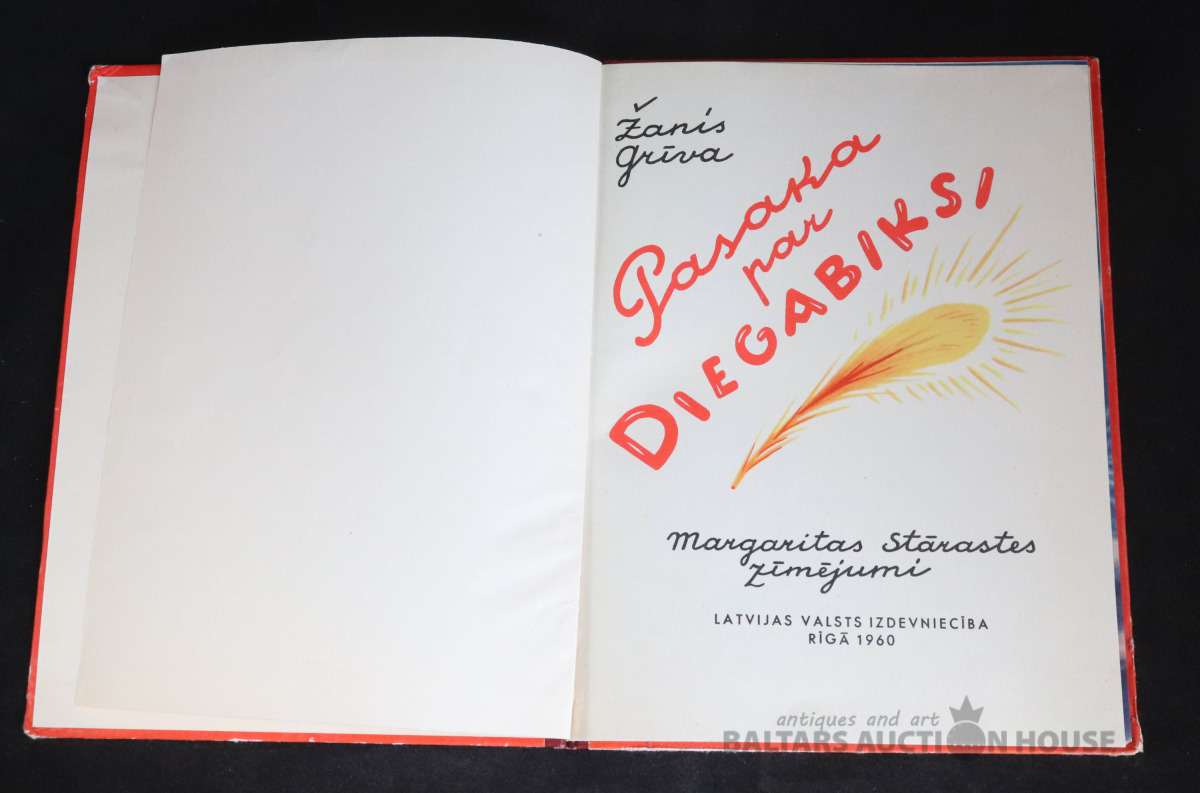 Žanis
Grīva
Pasaka
par
DIEGABIKSI
Margaritas Stārastes
zīmējumi
LATVIJAS VALSTS IZDEVNIECĪBA
RĪGĀ 1960
antiques and art
BALTARS AUCTION HOUSE